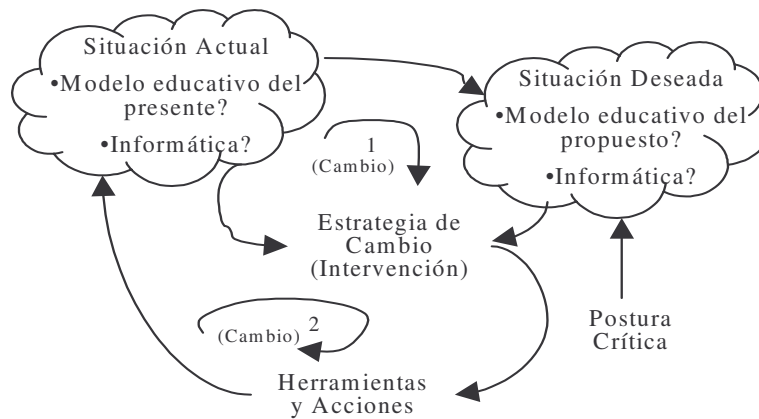 Situación Actual
•Modelo educativo del
presente?
•Informática?
Situación Deseada
•Modelo educativo del
propuesto?
•Informática?
1
(Cambio)
Estrategia de
Cambio
(Intervención)
2
(Cambio)
Postura
Crítica
Herramientas
y Acciones